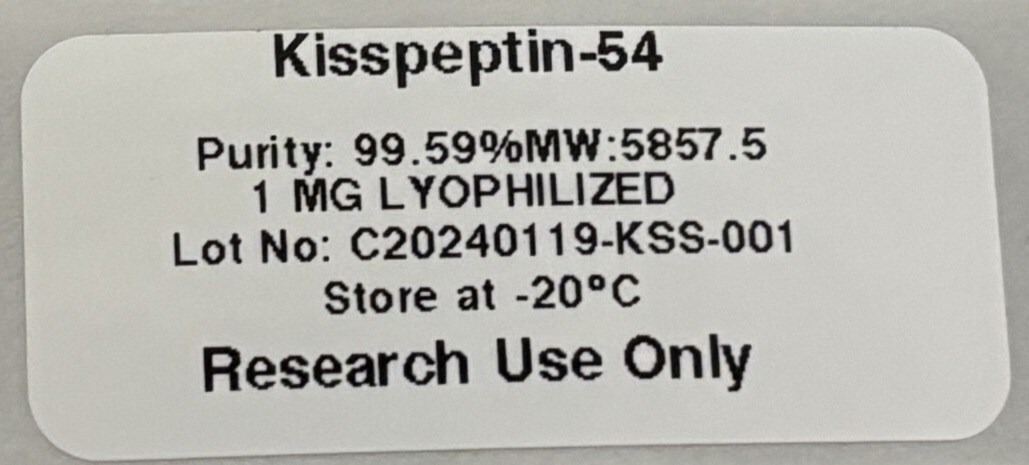 Kisspeptin-54
Purity: 99.59%MW:5857.5
1 MG LYOPHILIZED
Lot No: C20240119-KSS-001
Store at -20°C
Research Use Only